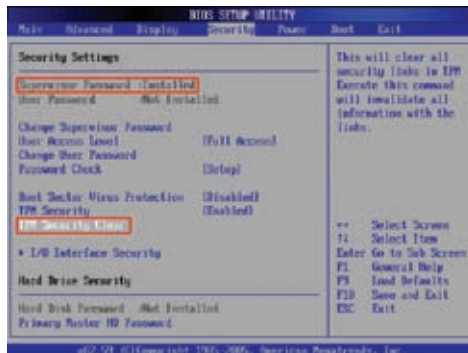 BIOS SETUP UTILITY
Main Advanced Display Security Power Boot Exit
Security Settings
Supervisor Password :Installed
User Password :Not Installed
Change Supervisor Password
User Access Level [Full Access]
Change User Password
Password Check [Setup]
Boot Sector Virus Protection [Disabled]
TPM Security [Enabled]
TPM Security Clear
I/O Interface Security
Hard Drive Security
Hard Disk Password :Not Installed
Primary Master HD Password
This will clear all
security links in TPM
Execute this command
will invalidate all
information with the
links.
Select Screen
Select Item
Enter Go to Sub Screen
F1 General Help
F9 Load Defaults
F10 Save and Exit
ESC Exit
(C)Copyright 1985-2005, American Megatrends, Inc.